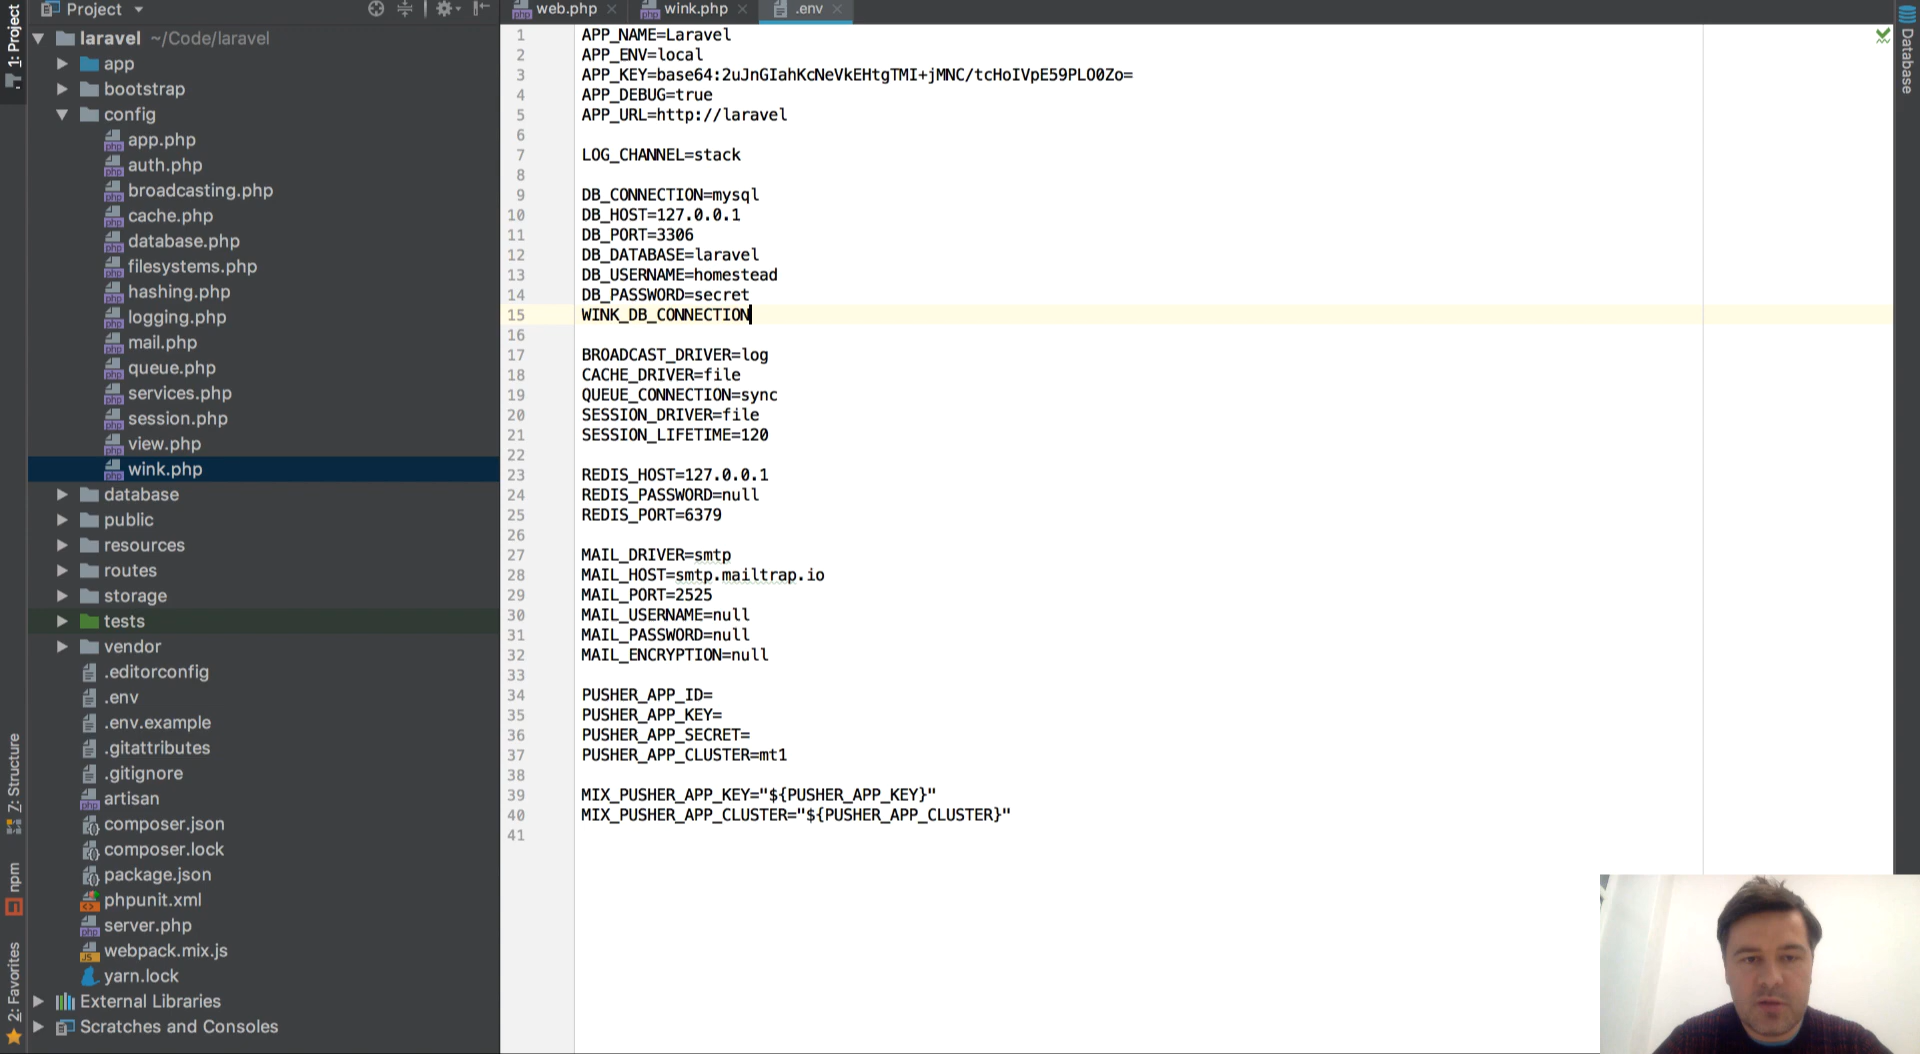 Project
web.php
wink.php
.env
1: Project
7: Structure
npm
2: Favorites
Database
laravel ~/Code/laravel
app
bootstrap
config
app.php
auth.php
broadcasting.php
cache.php
database.php
filesystems.php
hashing.php
logging.php
mail.php
queue.php
services.php
session.php
view.php
wink.php
database
public
resources
routes
storage
tests
vendor
.editorconfig
.env
.env.example
.gitattributes
.gitignore
artisan
composer.json
composer.lock
package.json
phpunit.xml
server.php
webpack.mix.js
yarn.lock
External Libraries
Scratches and Consoles
1 APP_NAME=Laravel
2 APP_ENV=local
3 APP_KEY=base64:2uJnGIahKcNeVkEHtgTMI+jMNC/tcHoIVpE59PLO0Zo=
4 APP_DEBUG=true
5 APP_URL=http://laravel
6
7 LOG_CHANNEL=stack
8
9 DB_CONNECTION=mysql
10 DB_HOST=127.0.0.1
11 DB_PORT=3306
12 DB_DATABASE=laravel
13 DB_USERNAME=homestead
14 DB_PASSWORD=secret
15 WINK_DB_CONNECTION
16
17 BROADCAST_DRIVER=log
18 CACHE_DRIVER=file
19 QUEUE_CONNECTION=sync
20 SESSION_DRIVER=file
21 SESSION_LIFETIME=120
22
23 REDIS_HOST=127.0.0.1
24 REDIS_PASSWORD=null
25 REDIS_PORT=6379
26
27 MAIL_DRIVER=smtp
28 MAIL_HOST=smtp.mailtrap.io
29 MAIL_PORT=2525
30 MAIL_USERNAME=null
31 MAIL_PASSWORD=null
32 MAIL_ENCRYPTION=null
33
34 PUSHER_APP_ID=
35 PUSHER_APP_KEY=
36 PUSHER_APP_SECRET=
37 PUSHER_APP_CLUSTER=mt1
38
39 MIX_PUSHER_APP_KEY="${PUSHER_APP_KEY}"
40 MIX_PUSHER_APP_CLUSTER="${PUSHER_APP_CLUSTER}"
41